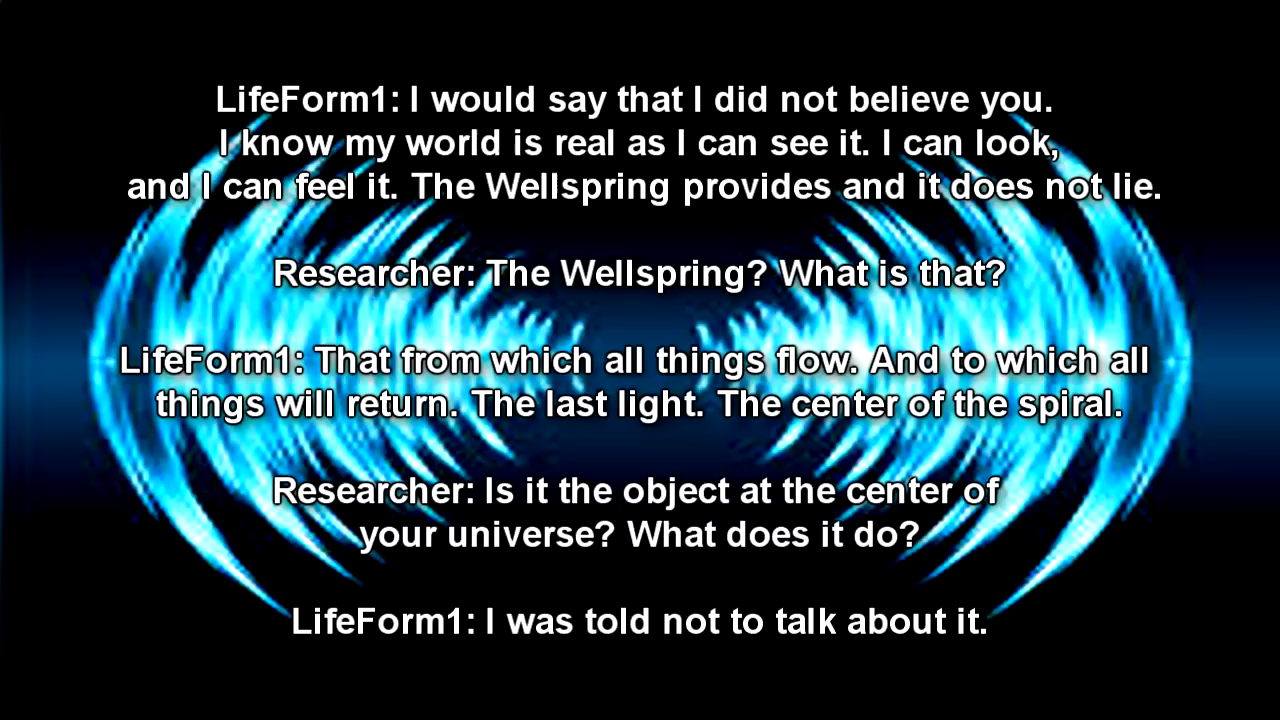 LifeForm1: I would say that I did not believe you.
I know my world is real as I can see it. I can look,
and I can feel it. The Wellspring provides and it does not lie.
Researcher: The Wellspring? What is that?
LifeForm1: That from which all things flow. And to which all
things will return. The last light. The center of the spiral.
Researcher: Is it the object at the center of
your universe? What does it do?
LifeForm1: I was told not to talk about it.